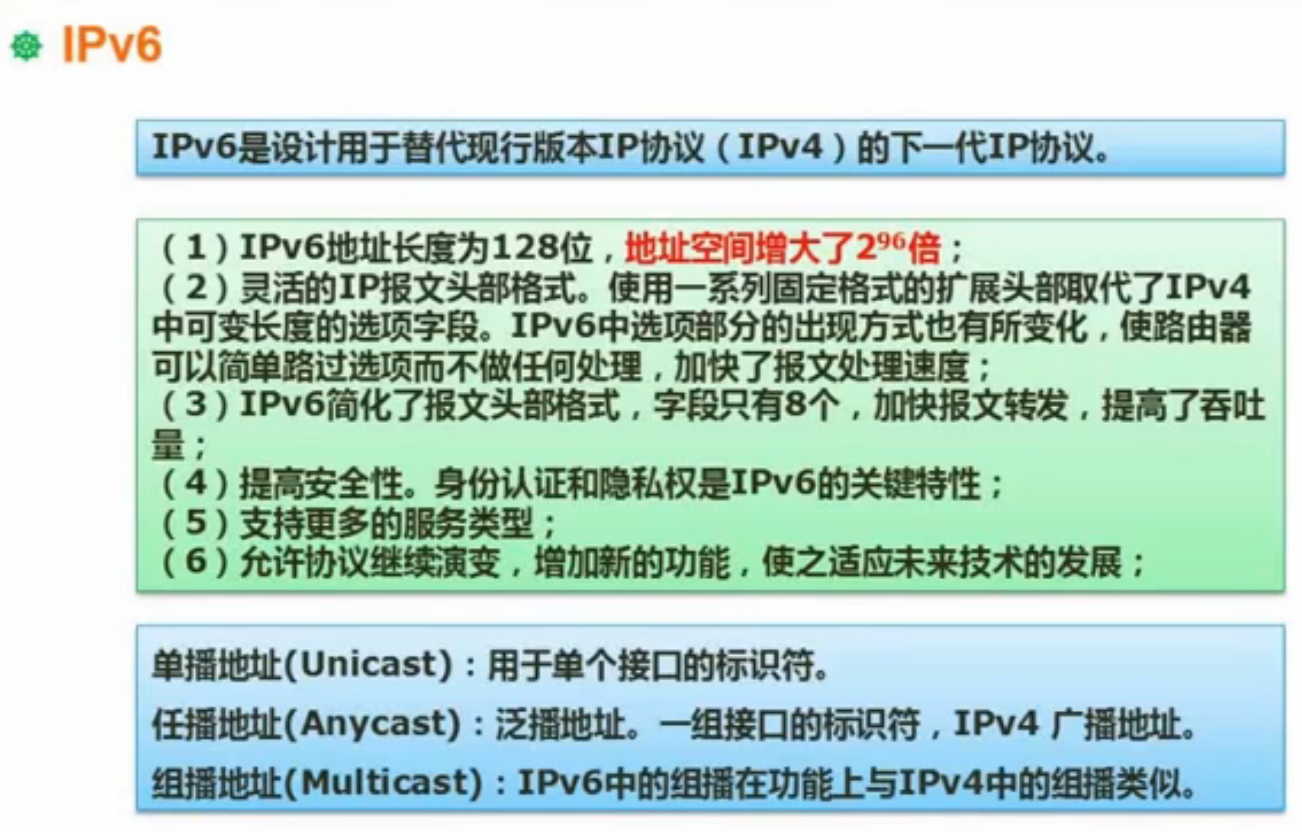 IPv6
IPv6是设计用于替代现行版本IP协议（IPv4）的下一代IP协议。
（1）IPv6地址长度为128位，地址空间增大了2⁹⁶倍；
（2）灵活的IP报文头部格式。使用一系列固定格式的扩展头部取代了IPv4
中可变长度的选项字段。IPv6中选项部分的出现方式也有所变化，使路由器
可以简单路过选项而不做任何处理，加快了报文处理速度；
（3）IPv6简化了报文头部格式，字段只有8个，加快报文转发，提高了吞吐
量；
（4）提高安全性。身份认证和隐私权是IPv6的关键特性；
（5）支持更多的服务类型；
（6）允许协议继续演变，增加新的功能，使之适应未来技术的发展；
单播地址(Unicast)：用于单个接口的标识符。
任播地址(Anycast)：泛播地址。一组接口的标识符，IPv4 广播地址。
组播地址(Multicast)：IPv6中的组播在功能上与IPv4中的组播类似。